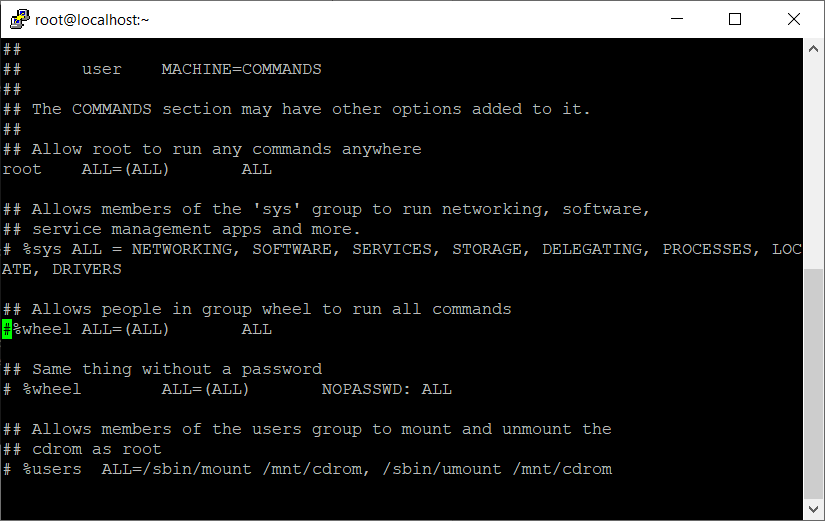 root@localhost:~
##
##      user    MACHINE=COMMANDS
##
## The COMMANDS section may have other options added to it.
##
## Allow root to run any commands anywhere
root    ALL=(ALL)       ALL
## Allows members of the 'sys' group to run networking, software,
## service management apps and more.
# %sys ALL = NETWORKING, SOFTWARE, SERVICES, STORAGE, DELEGATING, PROCESSES, LOC
ATE, DRIVERS
## Allows people in group wheel to run all commands
#%wheel ALL=(ALL)       ALL
## Same thing without a password
# %wheel        ALL=(ALL)       NOPASSWD: ALL
## Allows members of the users group to mount and unmount the
## cdrom as root
# %users  ALL=/sbin/mount /mnt/cdrom, /sbin/umount /mnt/cdrom